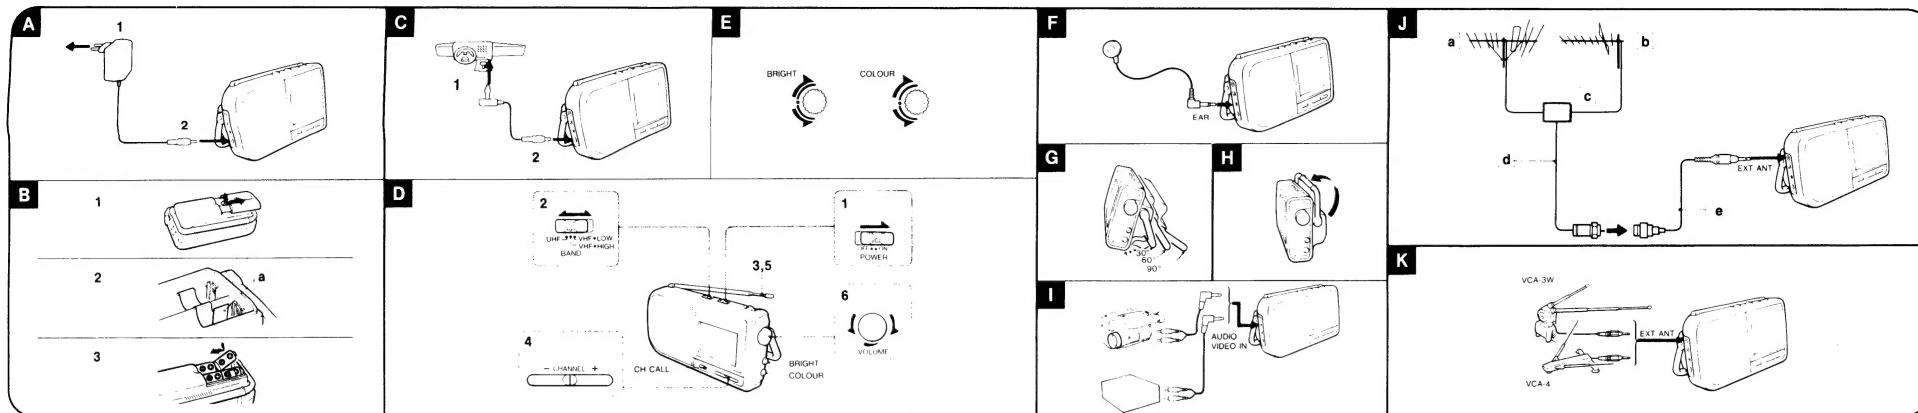 A
1
2
B
1
2
a
3
C
1
2
D
2
UHF VHF•LOW
VHF•HIGH
BAND
1
OFF••ON
POWER
3,5
4
– CHANNEL +
CH CALL
6
VOLUME
BRIGHT
COLOUR
E
BRIGHT
COLOUR
F
EAR
G
30°
60°
90°
H
I
AUDIO
VIDEO IN
J
a
b
c
d
EXT ANT
e
K
VCA-3W
EXT ANT
VCA-4